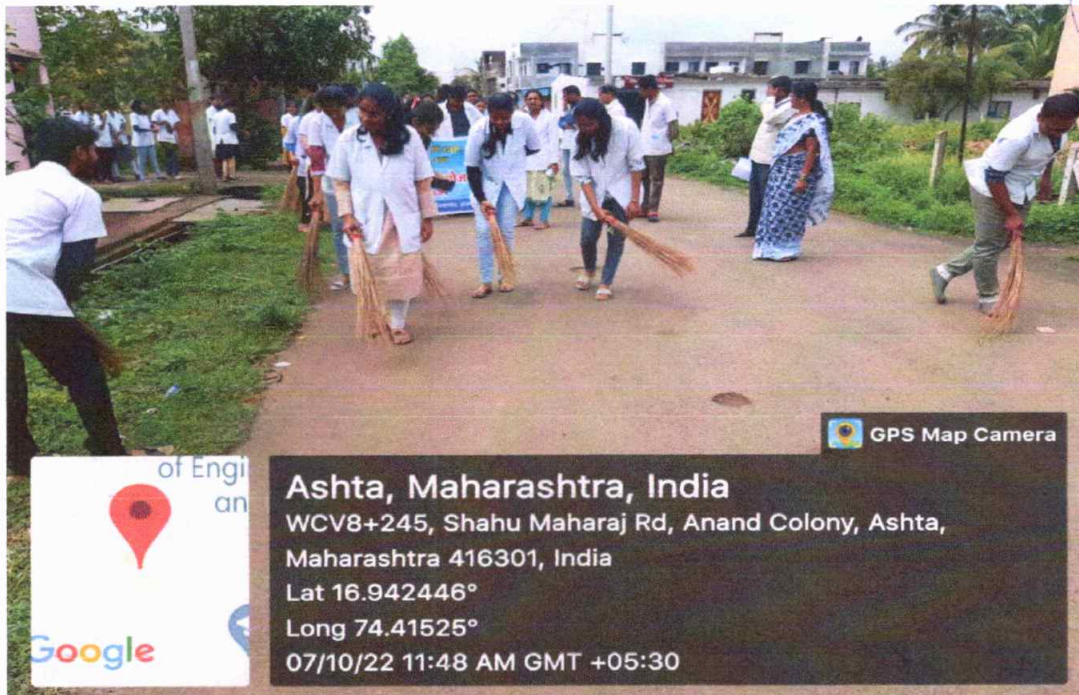 GPS Map Camera
of Engi
an
Google
Ashta, Maharashtra, India
WCV8+245, Shahu Maharaj Rd, Anand Colony, Ashta,
Maharashtra 416301, India
Lat 16.942446°
Long 74.41525°
07/10/22 11:48 AM GMT +05:30